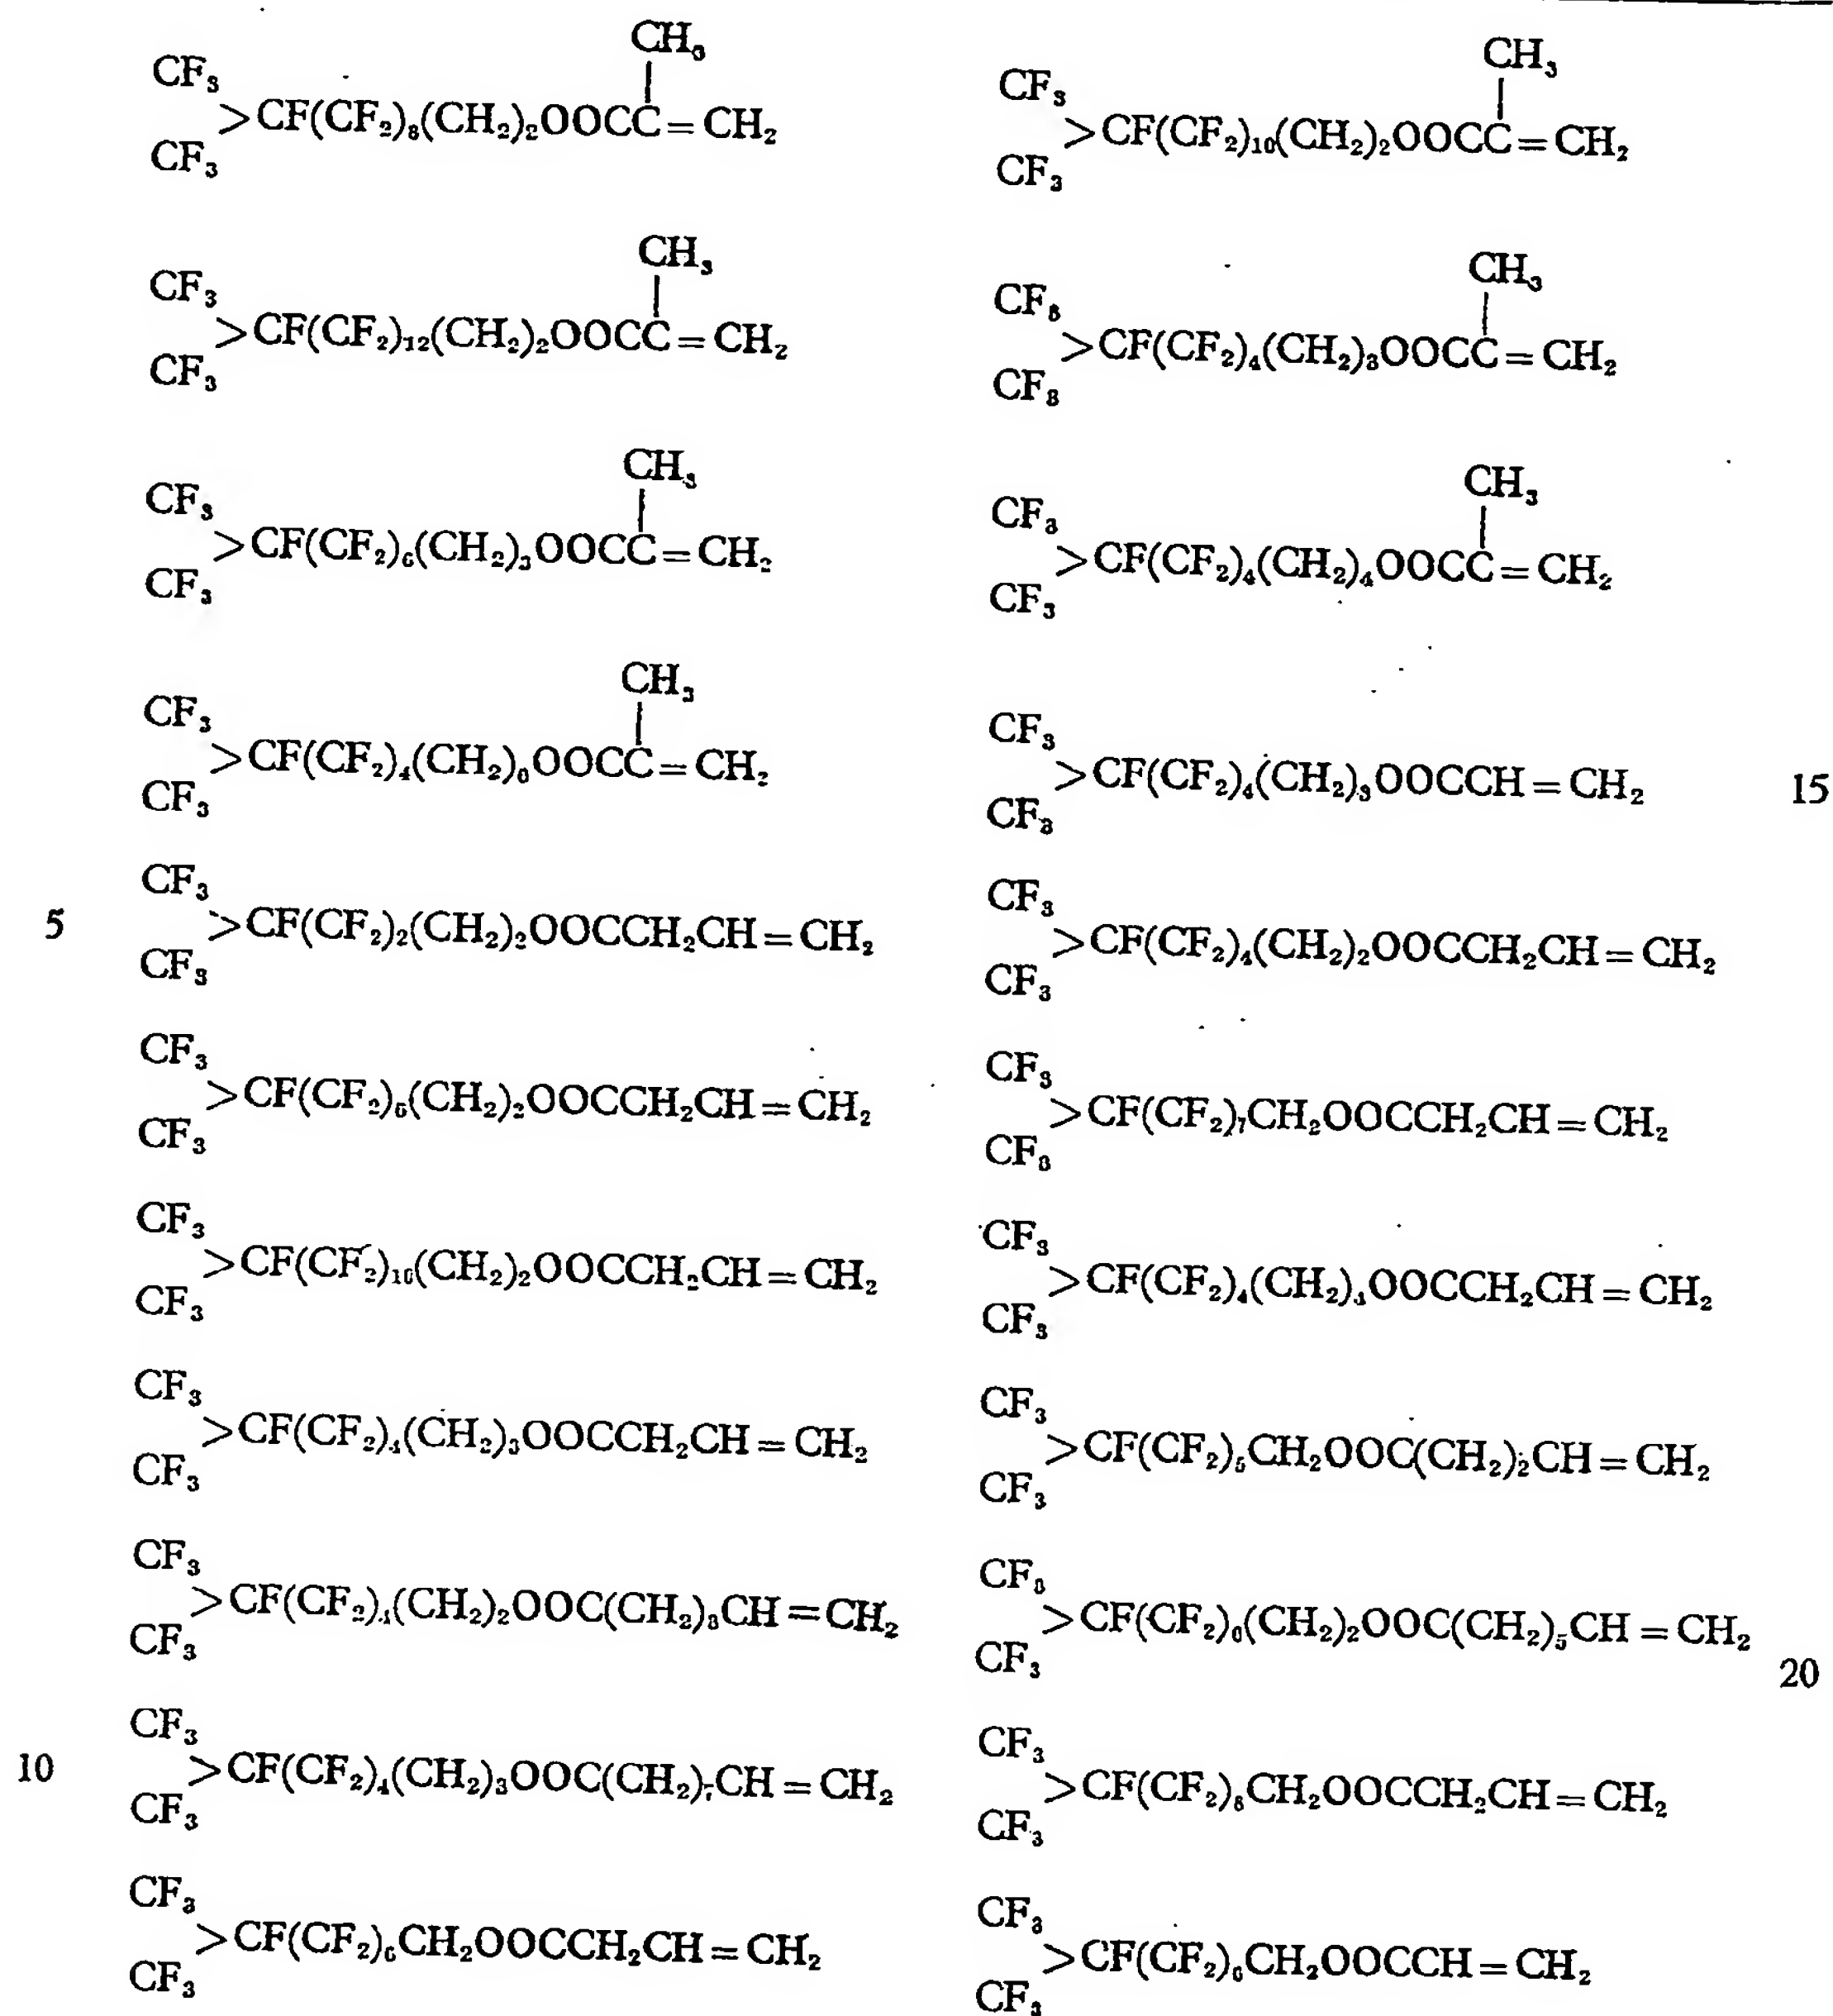 CH₃
CF₃
>CF(CF₂)₈(CH₂)₂OOCC=CH₂
CF₃
CH₃
CF₃
>CF(CF₂)₁₂(CH₂)₂OOCC=CH₂
CF₃
CH₃
CF₃
>CF(CF₂)₆(CH₂)₃OOCC=CH₂
CF₃
CH₃
CF₃
>CF(CF₂)₄(CH₂)₆OOCC=CH₂
CF₃
CF₃
5 >CF(CF₂)₂(CH₂)₂OOCCH₂CH=CH₂
CF₃
CF₃
>CF(CF₂)₆(CH₂)₂OOCCH₂CH=CH₂
CF₃
CF₃
>CF(CF₂)₁₀(CH₂)₂OOCCH₂CH=CH₂
CF₃
CF₃
>CF(CF₂)₄(CH₂)₃OOCCH₂CH=CH₂
CF₃
CF₃
>CF(CF₂)₄(CH₂)₂OOC(CH₂)₈CH=CH₂
CF₃
CF₃
10 >CF(CF₂)₄(CH₂)₃OOC(CH₂)₇CH=CH₂
CF₃
CF₃
>CF(CF₂)₆CH₂OOCCH₂CH=CH₂
CF₃
CH₃
CF₃
>CF(CF₂)₁₀(CH₂)₂OOCC=CH₂
CF₃
CH₃
CF₃
>CF(CF₂)₄(CH₂)₃OOCC=CH₂
CF₃
CH₃
CF₃
>CF(CF₂)₄(CH₂)₄OOCC=CH₂
CF₃
CF₃
>CF(CF₂)₄(CH₂)₃OOCCH=CH₂ 15
CF₃
CF₃
>CF(CF₂)₄(CH₂)₂OOCCH₂CH=CH₂
CF₃
CF₃
>CF(CF₂)₇CH₂OOCCH₂CH=CH₂
CF₃
CF₃
>CF(CF₂)₄(CH₂)₄OOCCH₂CH=CH₂
CF₃
CF₃
>CF(CF₂)₅CH₂OOC(CH₂)₂CH=CH₂
CF₃
CF₃
>CF(CF₂)₆(CH₂)₂OOC(CH₂)₅CH=CH₂
CF₃
20
CF₃
>CF(CF₂)₈CH₂OOCCH₂CH=CH₂
CF₃
CF₃
>CF(CF₂)₆CH₂OOCCH=CH₂
CF₃